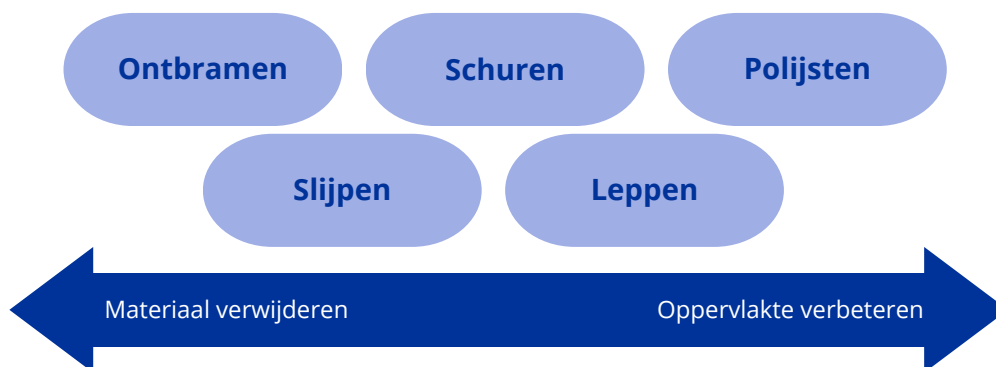 Ontbramen
Schuren
Polijsten
Slijpen
Leppen
Materiaal verwijderen
Oppervlakte verbeteren